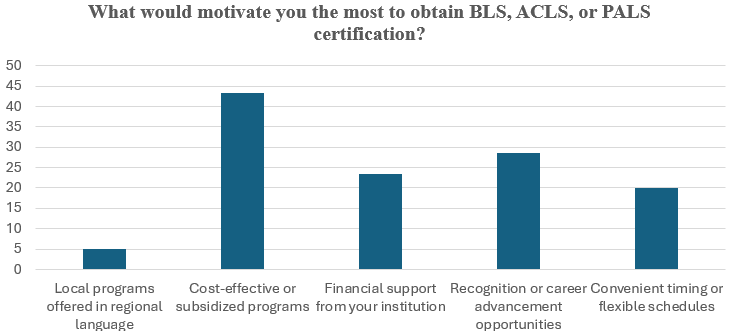 What would motivate you the most to obtain BLS, ACLS, or PALS
certification?
50
45
40
35
30
25
20
15
10
5
0
Local programs
offered in regional
language
Cost-effective or
subsidized programs
Financial support
from your institution
Recognition or career
advancement
opportunities
Convenient timing or
flexible schedules